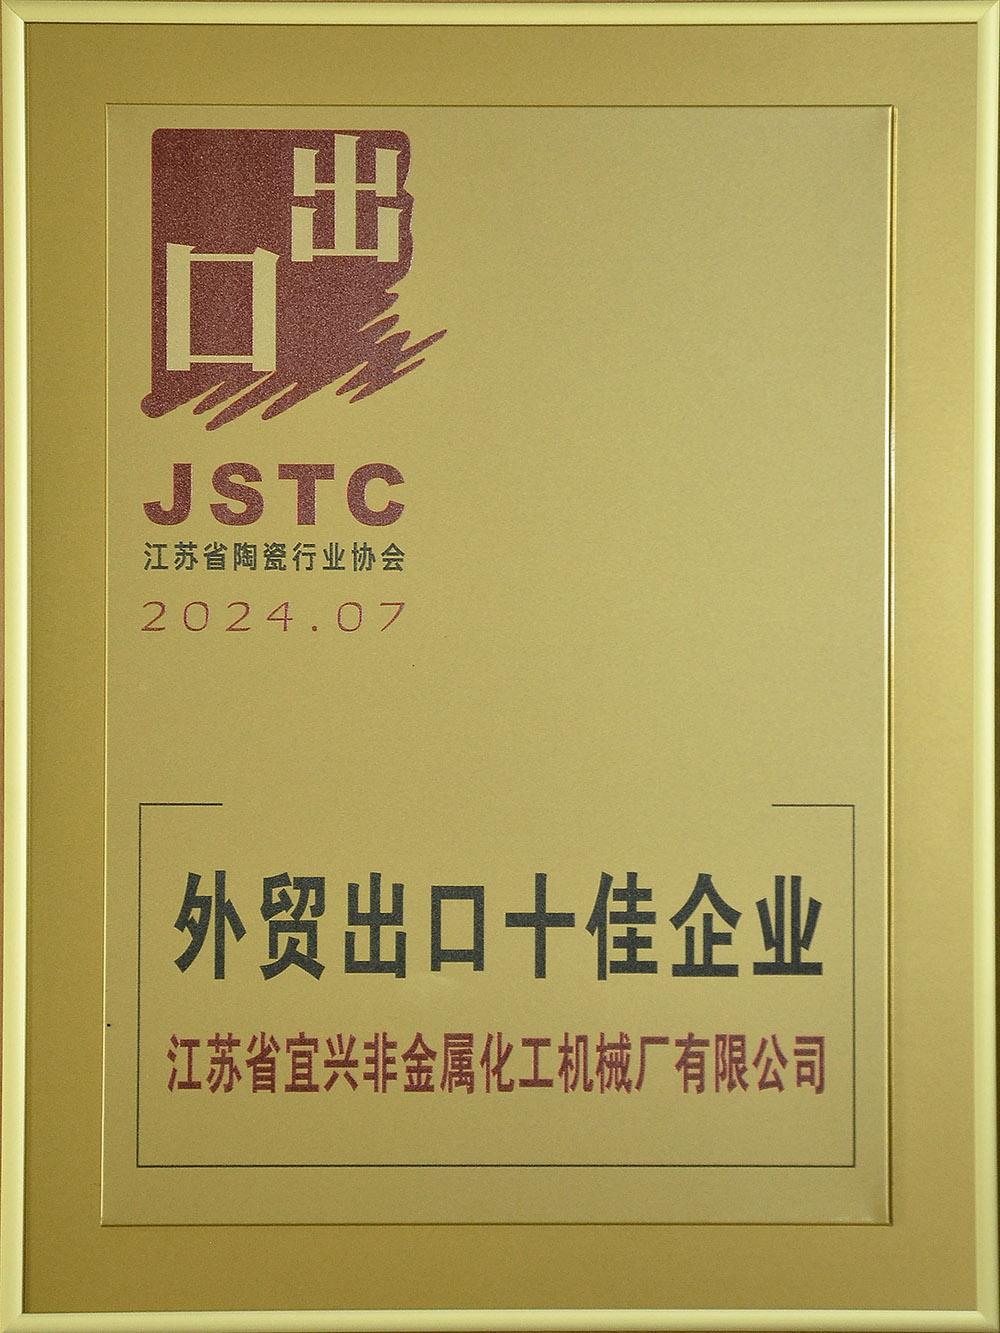 出口
JSTC
江苏省陶瓷行业协会
2024.07
外贸出口十佳企业
江苏省宜兴非金属化工机械厂有限公司